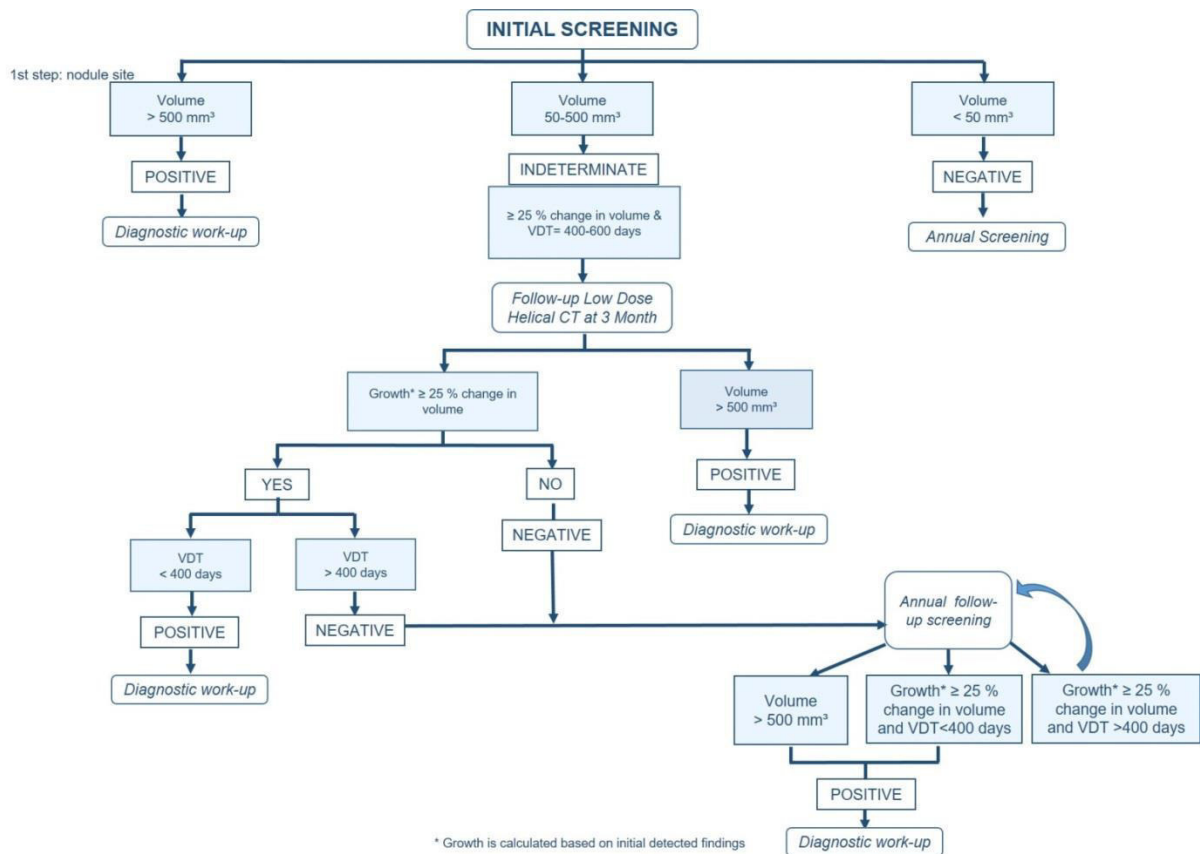 INITIAL SCREENING
1st step: nodule site
Volume
> 500 mm³
Volume
50-500 mm³
Volume
< 50 mm³
POSITIVE
INDETERMINATE
NEGATIVE
≥ 25 % change in volume &
VDT= 400-600 days
Diagnostic work-up
Annual Screening
Follow-up Low Dose
Helical CT at 3 Month
Growth* ≥ 25 % change in
volume
Volume
> 500 mm³
YES
NO
POSITIVE
NEGATIVE
Diagnostic work-up
VDT
< 400 days
VDT
> 400 days
POSITIVE
NEGATIVE
Diagnostic work-up
Annual follow-
up screening
Volume
> 500 mm³
Growth* ≥ 25 %
change in volume
and VDT<400 days
Growth* ≥ 25 %
change in volume
and VDT >400 days
POSITIVE
Diagnostic work-up
* Growth is calculated based on initial detected findings